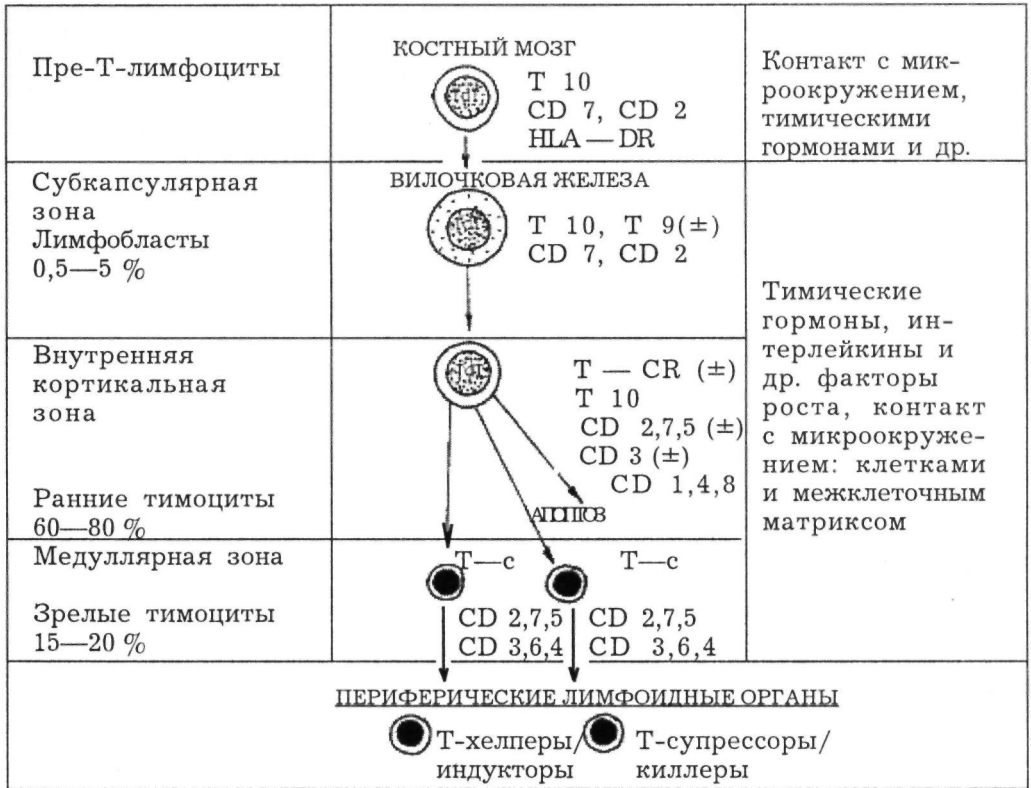 Пре-Т-лимфоциты
КОСТНЫЙ МОЗГ
Т 10
CD 7, CD 2
HLA — DR
Контакт с мик-
роокружением,
тимическими
гормонами и др.
Субкапсулярная
зона
Лимфобласты
0,5—5 %
ВИЛОЧКОВАЯ ЖЕЛЕЗА
Т 10, Т 9(±)
CD 7, CD 2
Внутренняя
кортикальная
зона
Ранние тимоциты
60—80 %
Т — CR (±)
Т 10
CD 2,7,5 (±)
CD 3 (±)
CD 1,4,8
АПОПТОЗ
Тимические
гормоны, ин-
терлейкины и
др. факторы
роста, контакт
с микроокруже-
нием: клетками
и межклеточным
матриксом
Медуллярная зона
Зрелые тимоциты
15—20 %
Т—с
CD 2,7,5
CD 3,6,4
Т—с
CD 2,7,5
CD 3,6,4
ПЕРИФЕРИЧЕСКИЕ ЛИМФОИДНЫЕ ОРГАНЫ
Т-хелперы/
индукторы
Т-супрессоры/
киллеры